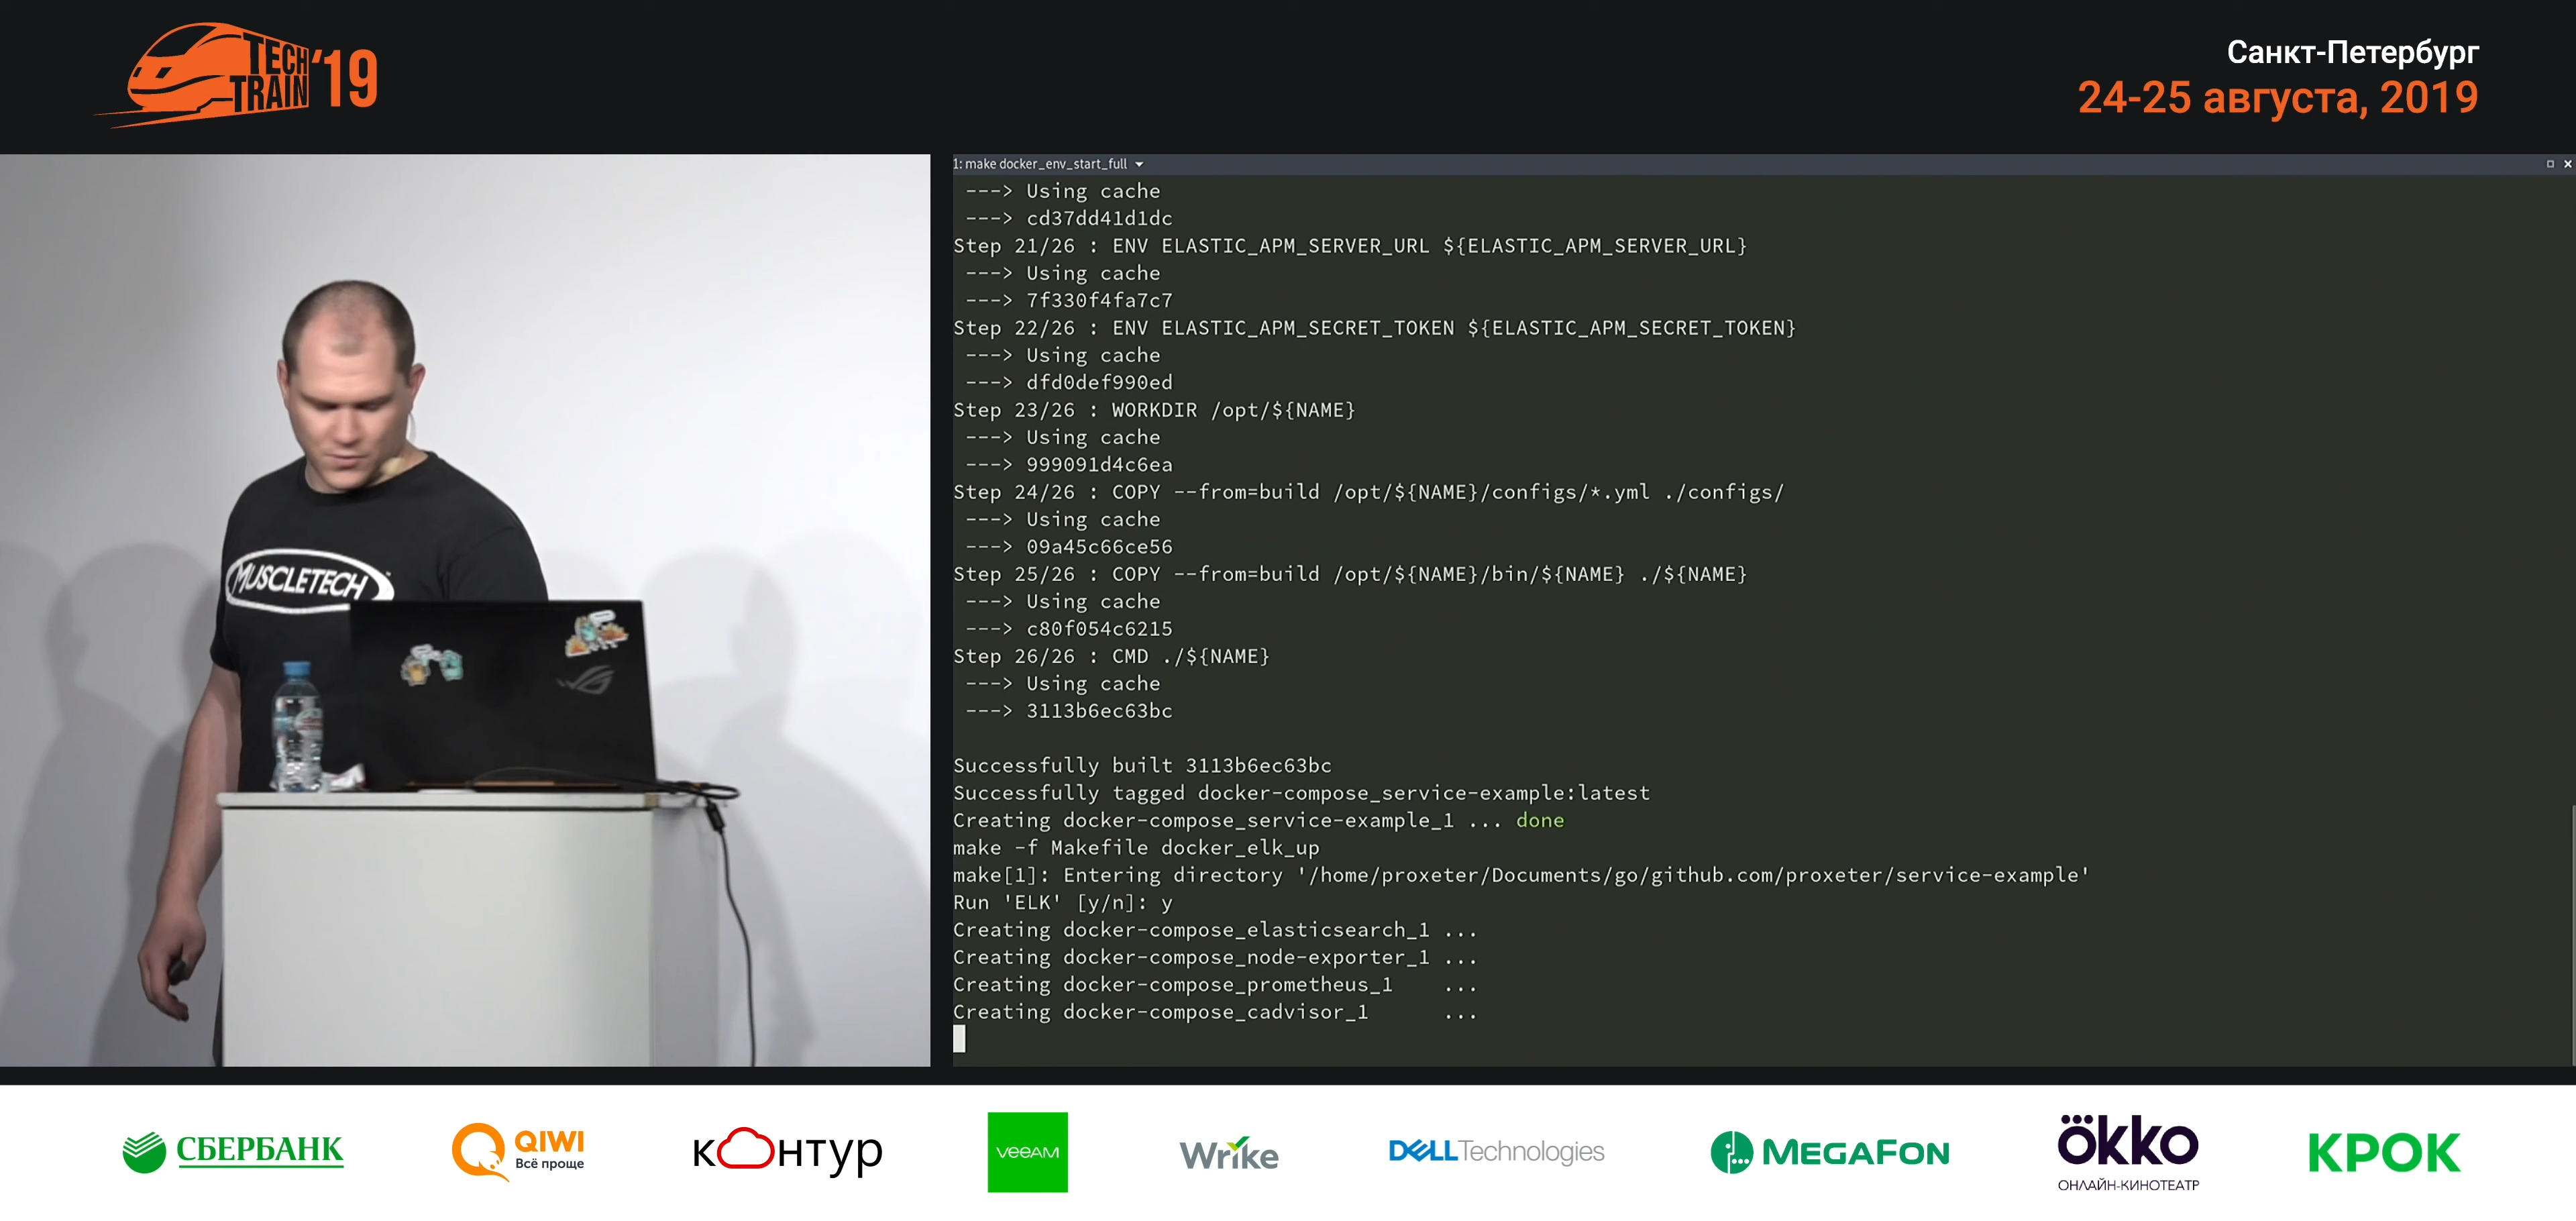 TECH
TRAIN'19
Санкт-Петербург
24-25 августа, 2019
MUSCLETECH
1: make docker_env_start_full
---> Using cache
---> cd37dd41d1dc
Step 21/26 : ENV ELASTIC_APM_SERVER_URL ${ELASTIC_APM_SERVER_URL}
---> Using cache
---> 7f330f4fa7c7
Step 22/26 : ENV ELASTIC_APM_SECRET_TOKEN ${ELASTIC_APM_SECRET_TOKEN}
---> Using cache
---> dfd0def990ed
Step 23/26 : WORKDIR /opt/${NAME}
---> Using cache
---> 999091d4c6ea
Step 24/26 : COPY --from=build /opt/${NAME}/configs/*.yml ./configs/
---> Using cache
---> 09a45c66ce56
Step 25/26 : COPY --from=build /opt/${NAME}/bin/${NAME} ./${NAME}
---> Using cache
---> c80f054c6215
Step 26/26 : CMD ./${NAME}
---> Using cache
---> 3113b6ec63bc
Successfully built 3113b6ec63bc
Successfully tagged docker-compose_service-example:latest
Creating docker-compose_service-example_1 ... done
make -f Makefile docker_elk_up
make[1]: Entering directory '/home/proxeter/Documents/go/github.com/proxeter/service-example'
Run 'ELK' [y/n]: y
Creating docker-compose_elasticsearch_1 ...
Creating docker-compose_node-exporter_1 ...
Creating docker-compose_prometheus_1 ...
Creating docker-compose_cadvisor_1 ...
СБЕРБАНК
QIWI
Всё проще
контур
veeAM
Wrike
DELL Technologies
MEGAFON
ökko
ОНЛАЙН-КИНОТЕАТР
КРОК